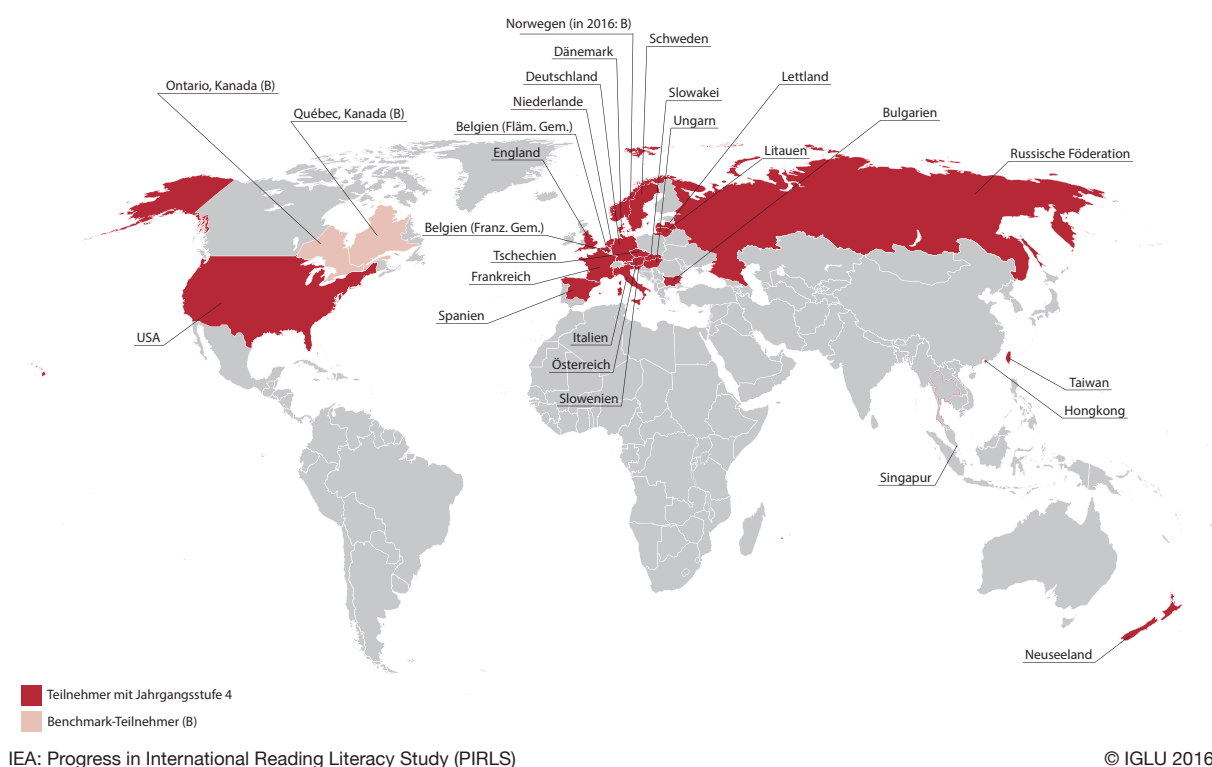 Norwegen (in 2016: B)
Schweden
Dänemark
Deutschland
Lettland
Ontario, Kanada (B)
Slowakei
Niederlande
Québec, Kanada (B)
Bulgarien
Ungarn
Belgien (Fläm. Gem.)
England
Litauen
Russische Föderation
Belgien (Franz. Gem.)
Tschechien
Frankreich
Spanien
USA
Italien
Österreich
Slowenien
Taiwan
Hongkong
Singapur
Neuseeland
Teilnehmer mit Jahrgangsstufe 4
Benchmark-Teilnehmer (B)
IEA: Progress in International Reading Literacy Study (PIRLS)
© IGLU 2016